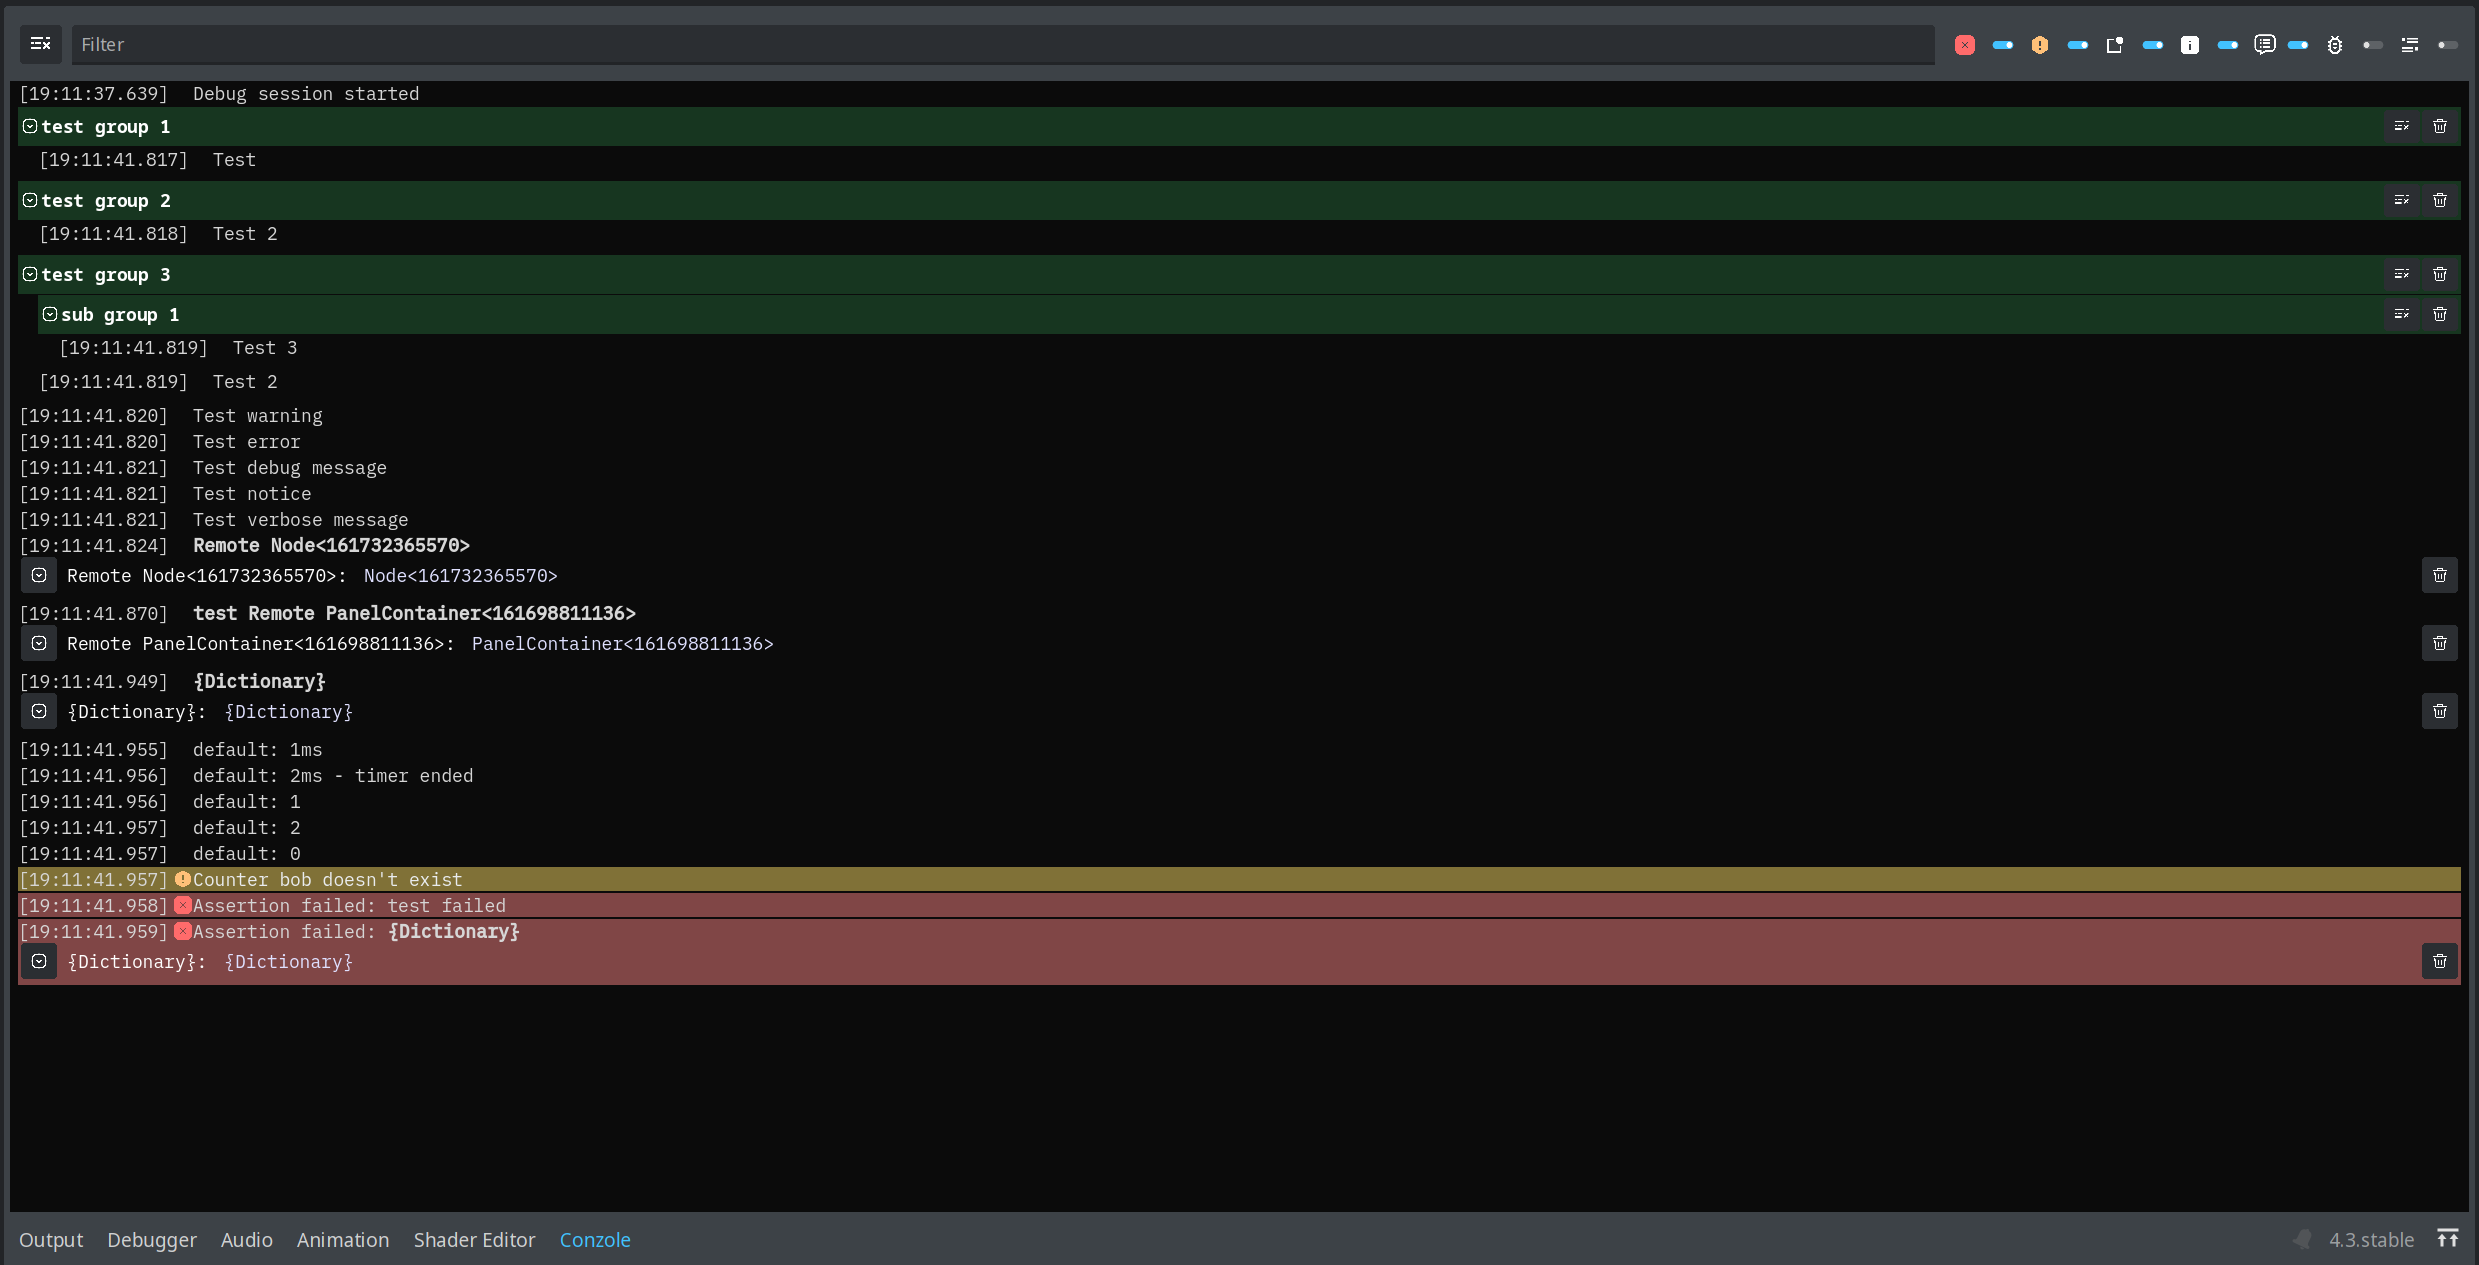 Filter
[19:11:37.639] Debug session started
test group 1
[19:11:41.817] Test
test group 2
[19:11:41.818] Test 2
test group 3
sub group 1
[19:11:41.819] Test 3
[19:11:41.819] Test 2
[19:11:41.820] Test warning
[19:11:41.820] Test error
[19:11:41.821] Test debug message
[19:11:41.821] Test notice
[19:11:41.821] Test verbose message
[19:11:41.824] Remote Node<161732365570>
Remote Node<161732365570>: Node<161732365570>
[19:11:41.870] test Remote PanelContainer<161698811136>
Remote PanelContainer<161698811136>: PanelContainer<161698811136>
[19:11:41.949] {Dictionary}
{Dictionary}: {Dictionary}
[19:11:41.955] default: 1ms
[19:11:41.956] default: 2ms - timer ended
[19:11:41.956] default: 1
[19:11:41.957] default: 2
[19:11:41.957] default: 0
[19:11:41.957] Counter bob doesn't exist
[19:11:41.958] Assertion failed: test failed
[19:11:41.959] Assertion failed: {Dictionary}
{Dictionary}: {Dictionary}
Output Debugger Audio Animation Shader Editor Conzole 4.3.stable